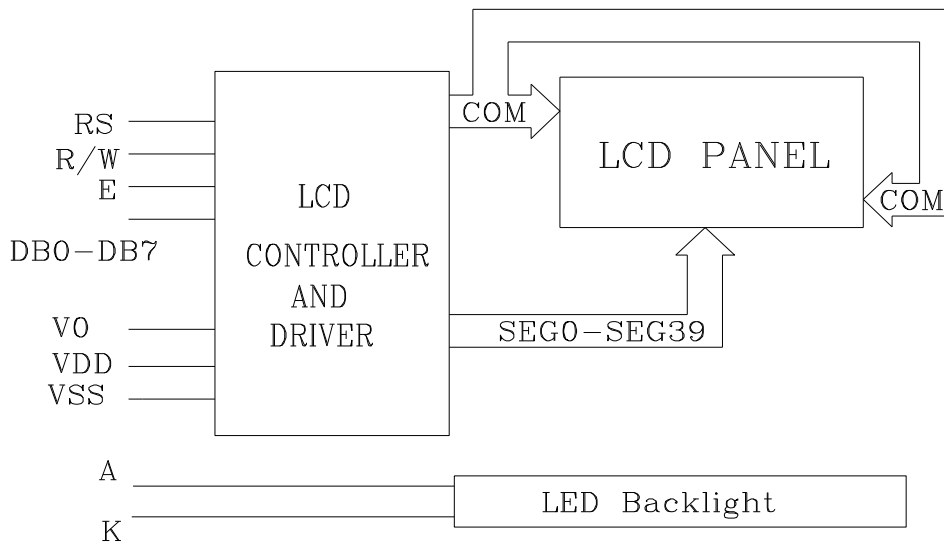 COM
RS
R/W
E
DB0-DB7
V0
VDD
VSS
LCD
CONTROLLER
AND
DRIVER
LCD PANEL
COM
SEG0-SEG39
A
K
LED Backlight